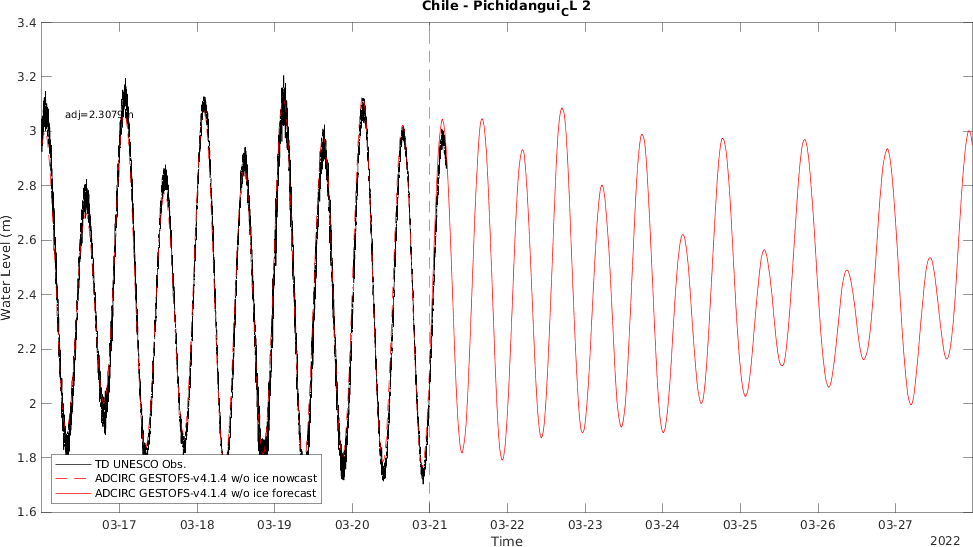 Chile - PichidanguiCL 2
3.4
3.2
3
2.8
2.6
2.4
2.2
2
1.8
1.6
Water Level (m)
adj=2.3079m
TD UNESCO Obs.
ADCIRC GESTOFS-v4.1.4 w/o ice nowcast
ADCIRC GESTOFS-v4.1.4 w/o ice forecast
03-17 03-18 03-19 03-20 03-21 03-22 03-23 03-24 03-25 03-26 03-27
Time
2022